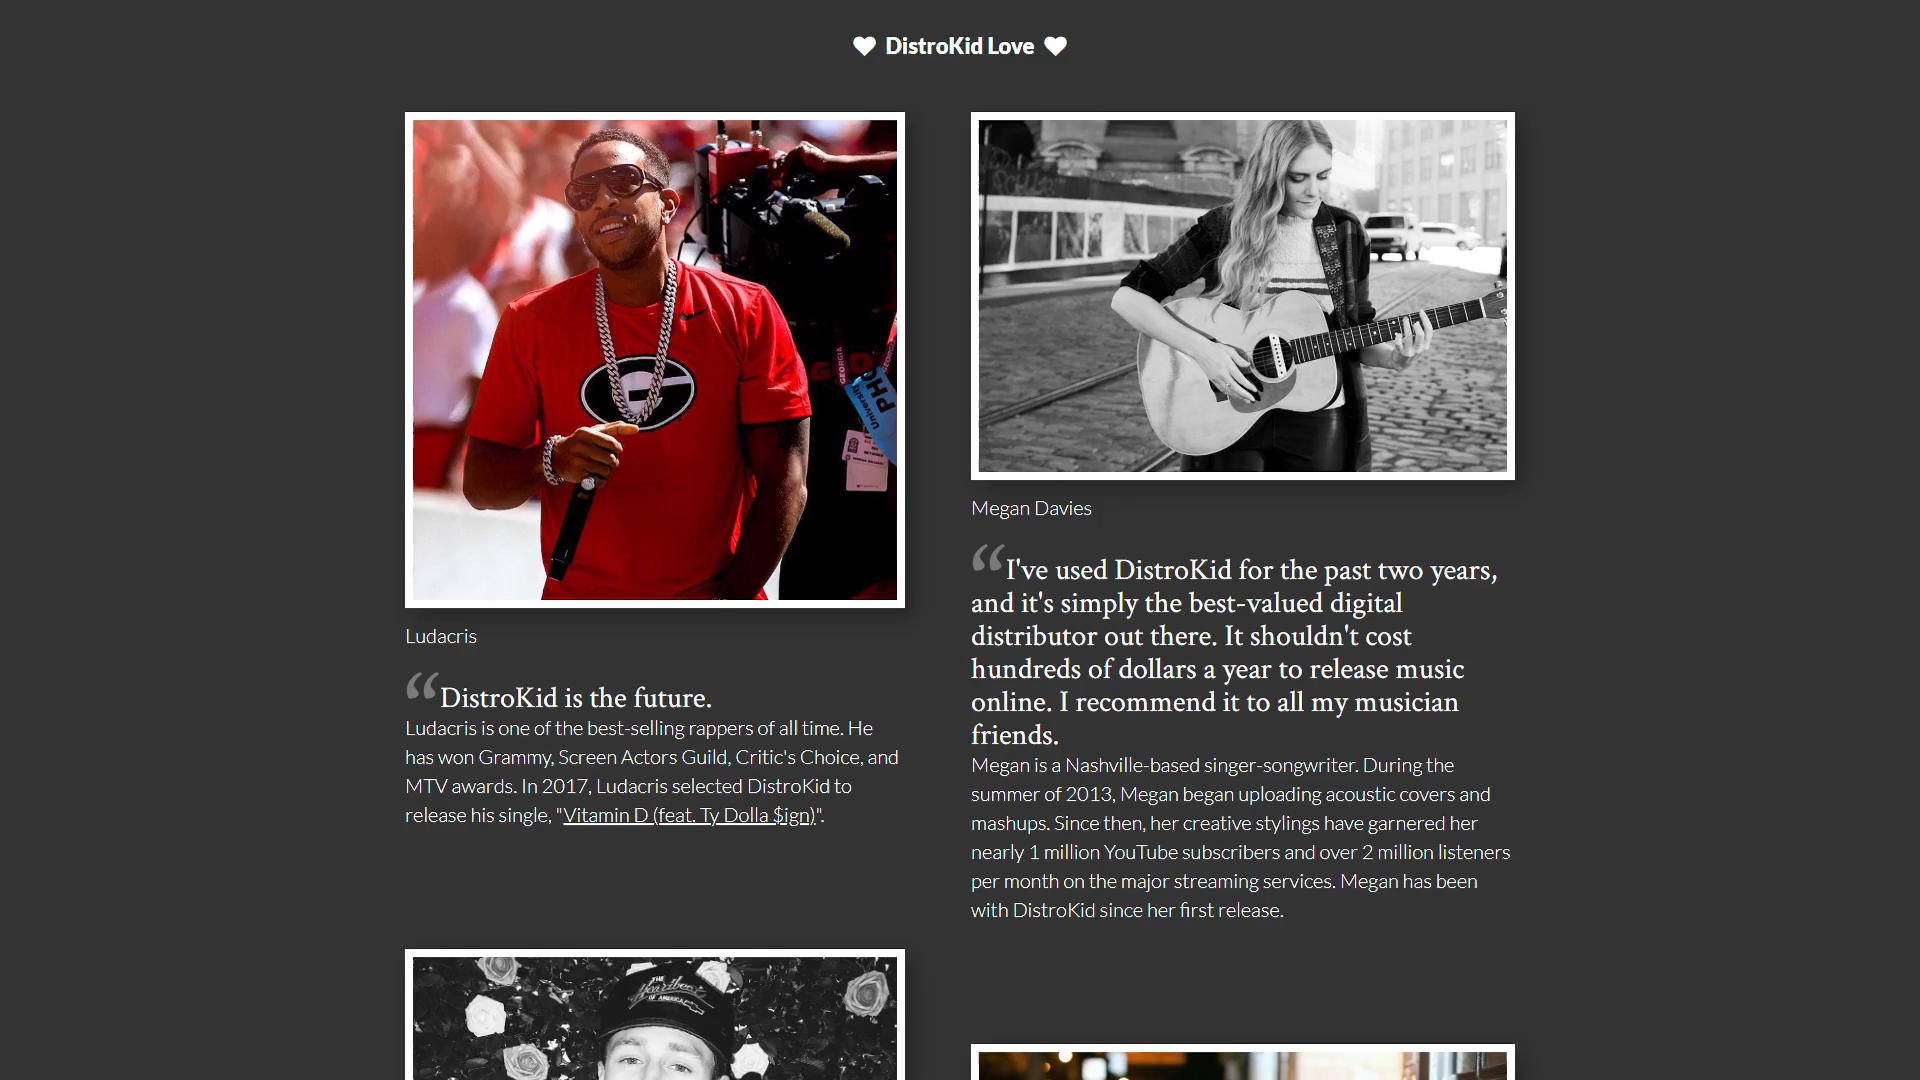 DistroKid Love
GEORGIA
G
Ludacris
“DistroKid is the future.
Ludacris is one of the best-selling rappers of all time. He
has won Grammy, Screen Actors Guild, Critic's Choice, and
MTV awards. In 2017, Ludacris selected DistroKid to
release his single, "Vitamin D (feat. Ty Dolla $ign)".
Megan Davies
“I've used DistroKid for the past two years,
and it's simply the best-valued digital
distributor out there. It shouldn't cost
hundreds of dollars a year to release music
online. I recommend it to all my musician
friends.
Megan is a Nashville-based singer-songwriter. During the
summer of 2013, Megan began uploading acoustic covers and
mashups. Since then, her creative stylings have garnered her
nearly 1 million YouTube subscribers and over 2 million listeners
per month on the major streaming services. Megan has been
with DistroKid since her first release.
THE
Heartbeat
OF AMERICA